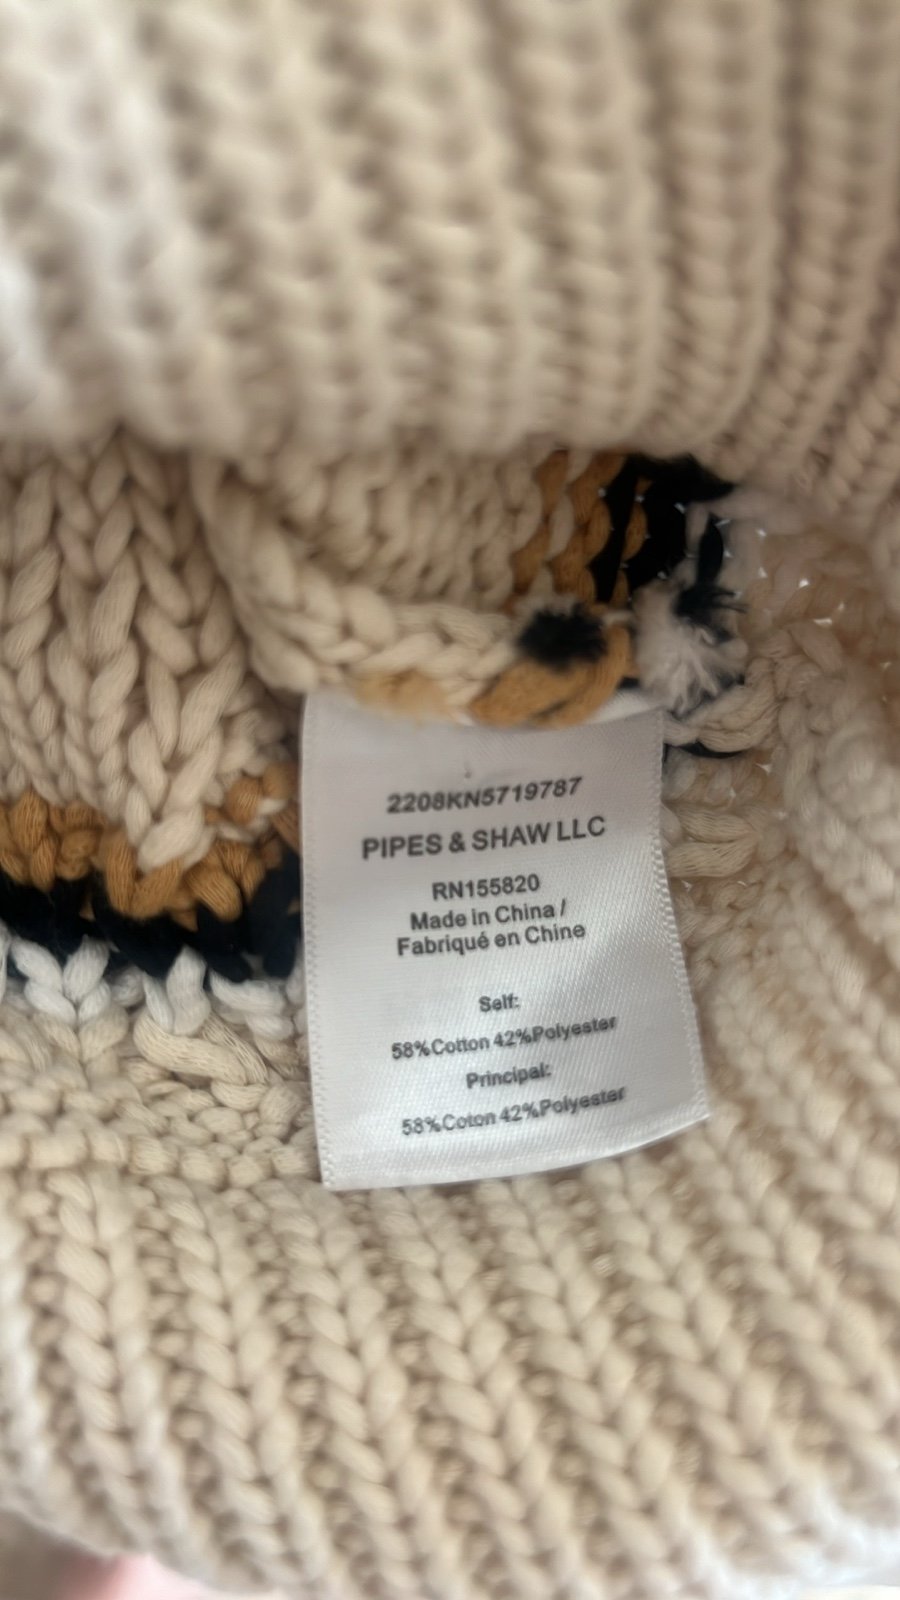 2208KN5719787
PIPES & SHAW LLC
RN155820
Made in China /
Fabriqué en Chine
Self:
58%Cotton 42%Polyester
Principal:
58%Coton 42%Polyester